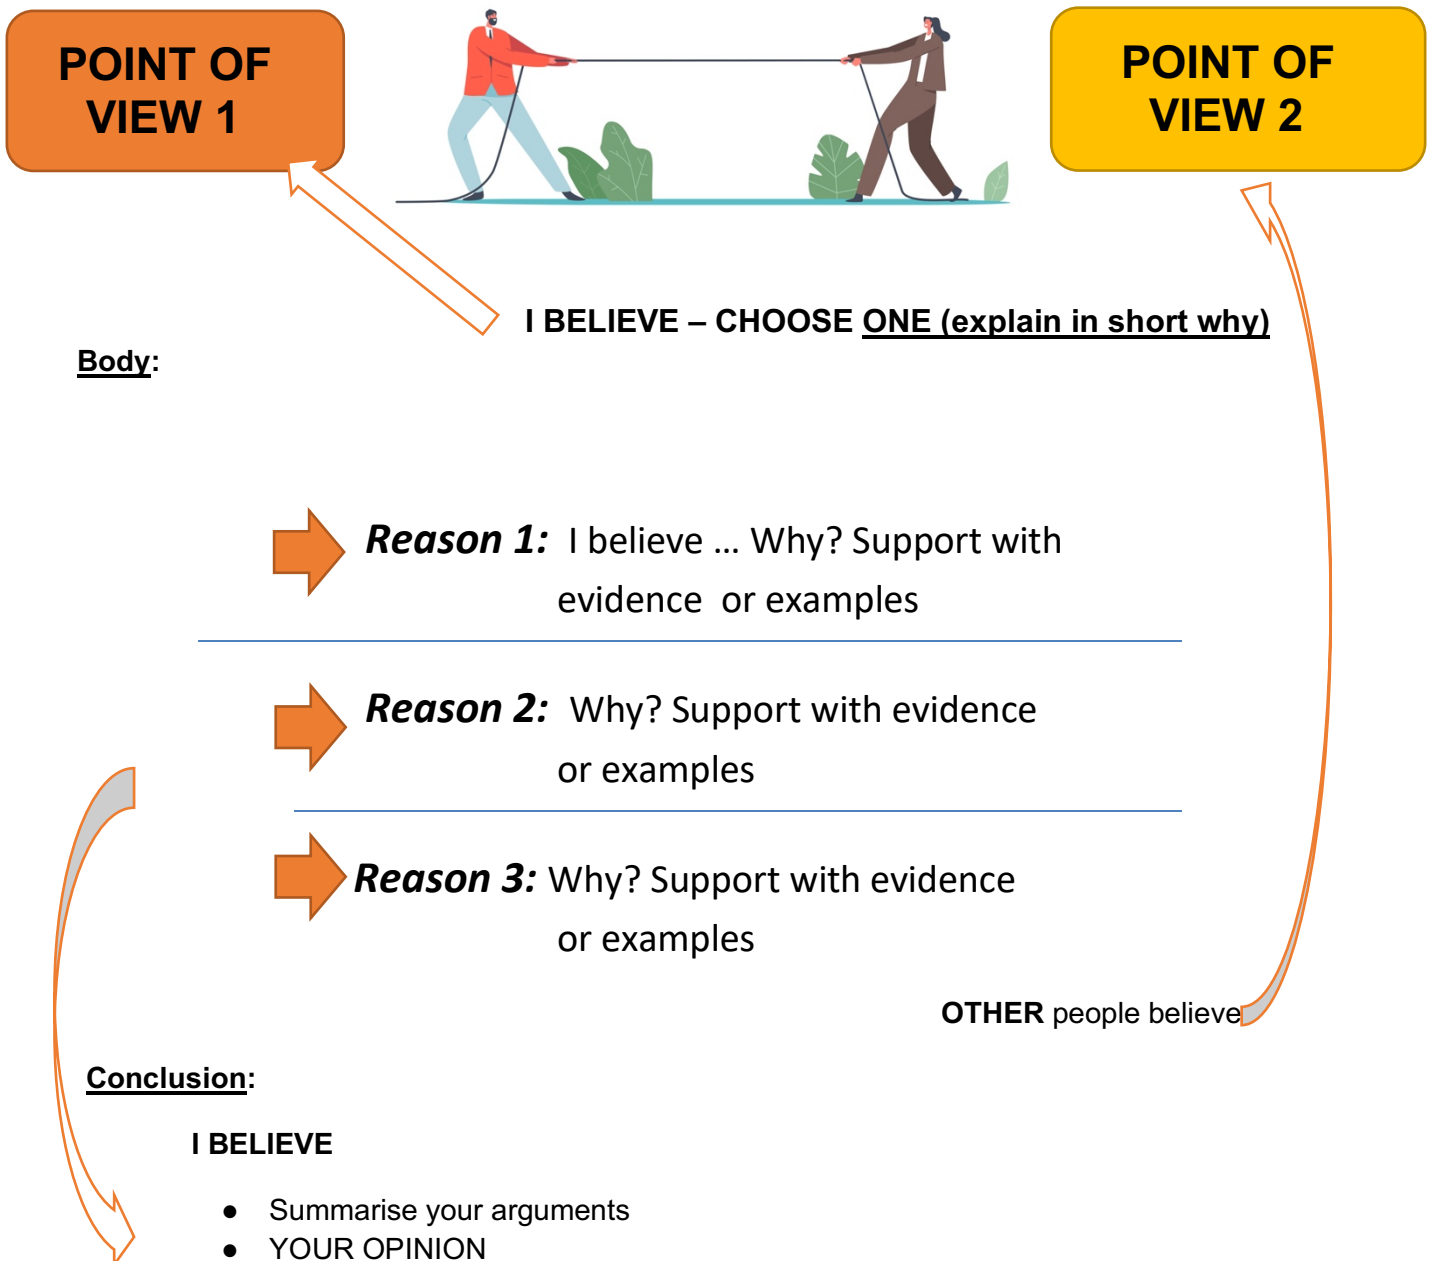 POINT OF
VIEW 1
POINT OF
VIEW 2
I BELIEVE – CHOOSE ONE (explain in short why)
Body:
Reason 1: I believe ... Why? Support with
evidence or examples
Reason 2: Why? Support with evidence
or examples
Reason 3: Why? Support with evidence
or examples
OTHER people believe
Conclusion:
I BELIEVE
● Summarise your arguments
● YOUR OPINION